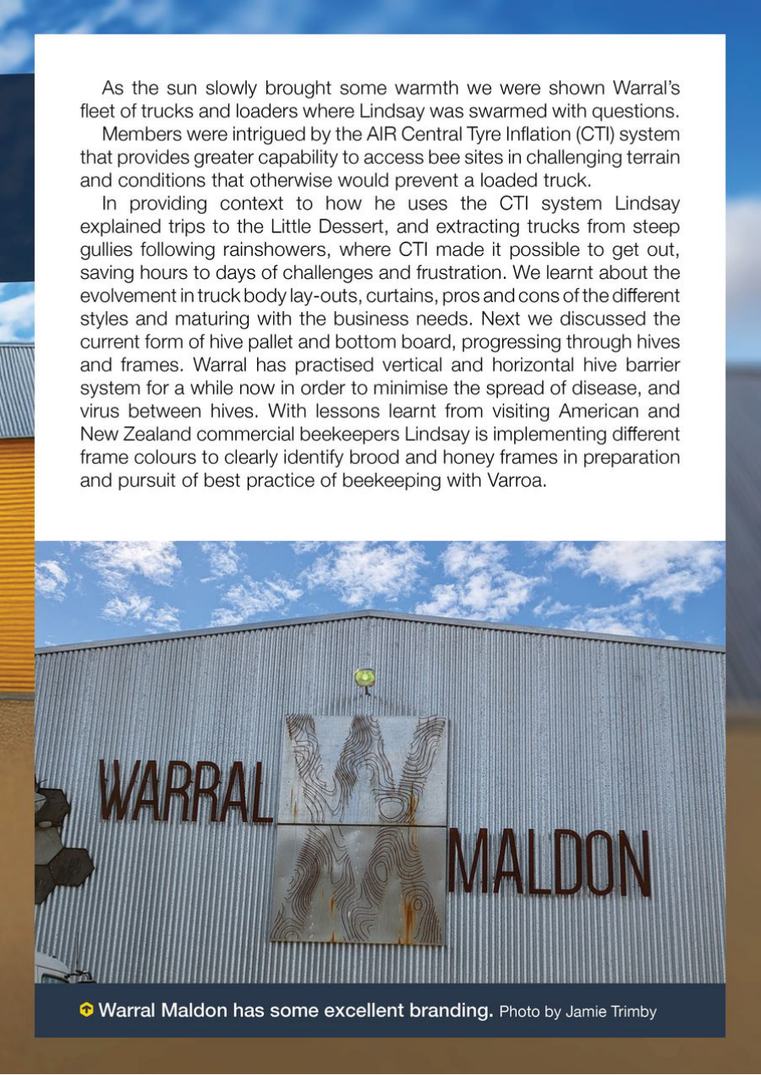 As the sun slowly brought some warmth we were shown Warral's
fleet of trucks and loaders where Lindsay was swarmed with questions.
Members were intrigued by the AIR Central Tyre Inflation (CTI) system
that provides greater capability to access bee sites in challenging terrain
and conditions that otherwise would prevent a loaded truck.
In providing context to how he uses the CTI system Lindsay
explained trips to the Little Dessert, and extracting trucks from steep
gullies following rainshowers, where CTI made it possible to get out,
saving hours to days of challenges and frustration. We learnt about the
evolvement in truck body lay-outs, curtains, pros and cons of the different
styles and maturing with the business needs. Next we discussed the
current form of hive pallet and bottom board, progressing through hives
and frames. Warral has practised vertical and horizontal hive barrier
system for a while now in order to minimise the spread of disease, and
virus between hives. With lessons learnt from visiting American and
New Zealand commercial beekeepers Lindsay is implementing different
frame colours to clearly identify brood and honey frames in preparation
and pursuit of best practice of beekeeping with Varroa.
WARRAL
W
M
MALDON
Warral Maldon has some excellent branding. Photo by Jamie Trimby